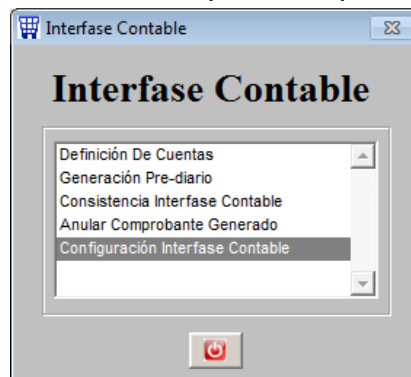 Interfase Contable
Interfase Contable
Definición De Cuentas
Generación Pre-diario
Consistencia Interfase Contable
Anular Comprobante Generado
Configuración Interfase Contable